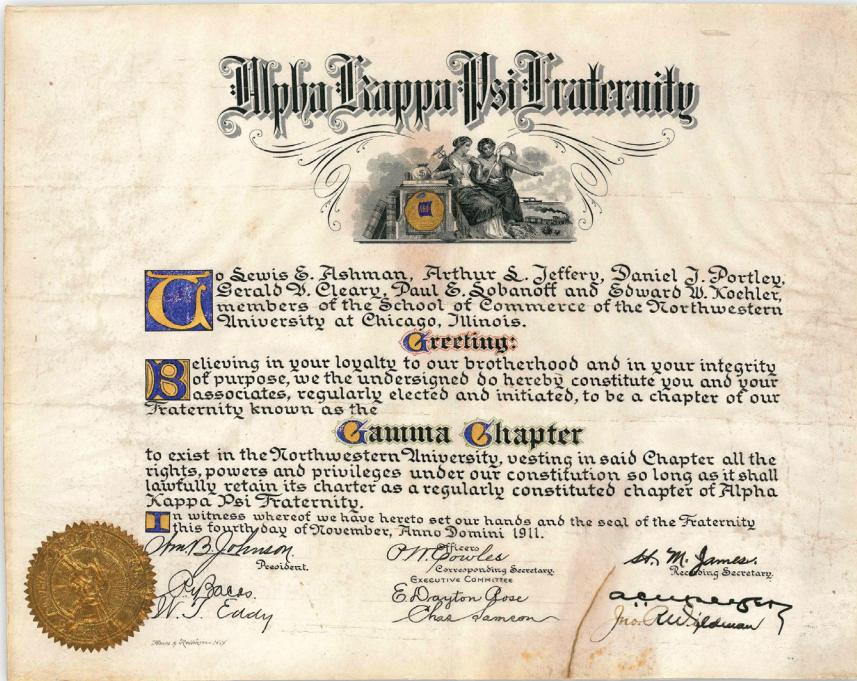 Alpha Kappa Psi Fraternity
To Lewis E. Ashman, Arthur L. Jeffery, Daniel J. Portley,
Gerald V. Cleary, Paul E. Lobanoff and Edward W. Koehler,
members of the School of Commerce of the Northwestern
University at Chicago, Illinois.
Greeting:
Believing in your loyalty to our brotherhood and in your integrity
of purpose, we the undersigned do hereby constitute you and your
associates, regularly elected and initiated, to be a chapter of our
Fraternity known as the
Gamma Chapter
to exist in the Northwestern University, vesting in said Chapter all the
rights, powers and privileges under our constitution so long as it shall
lawfully retain its charter as a regularly constituted chapter of Alpha
Kappa Psi Fraternity.
In witness whereof we have hereto set our hands and the seal of the Fraternity
this fourth day of November, Anno Domini 1911.
Officers
Wm B. Johnson
President.
Corresponding Secretary.
M. James.
Recording Secretary.
EXECUTIVE COMMITTEE
E. Drayton
W. T. Eddy
Chas
Jno. R. Wildman